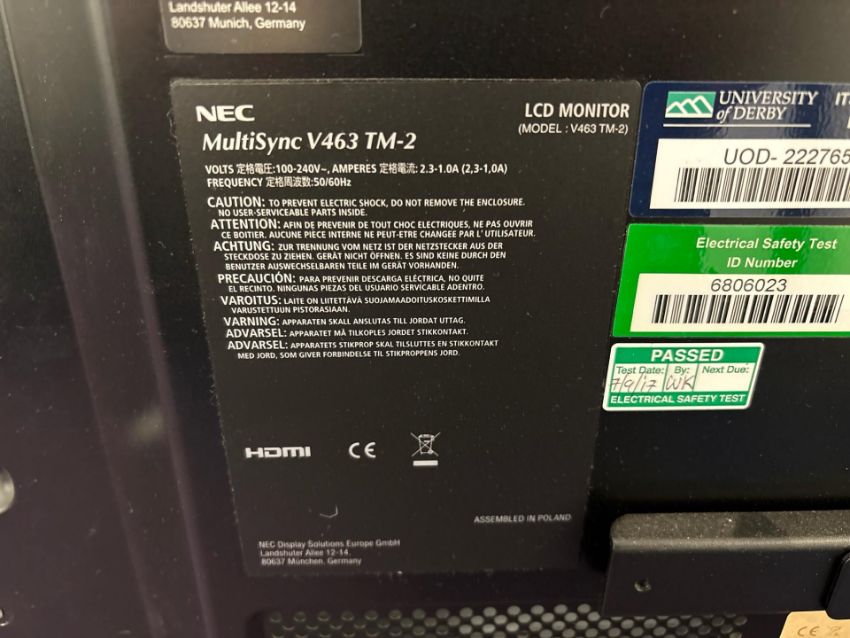 Landshuter Allee 12-14
80637 Munich, Germany
NEC
LCD MONITOR
MultiSync V463 TM-2
(MODEL : V463 TM-2)
VOLTS 定格電圧:100-240V~, AMPERES 定格電流: 2.3-1.0A (2,3-1,0A)
FREQUENCY 定格周波数:50/60Hz
CAUTION: TO PREVENT ELECTRIC SHOCK, DO NOT REMOVE THE ENCLOSURE.
NO USER-SERVICEABLE PARTS INSIDE.
ATTENTION: AFIN DE PREVENIR DE TOUT CHOC ELECTRIQUES, NE PAS OUVRIR
CE BOITIER. AUCUNE PIÈCE INTERNE NE PEUT-ETRE CHANGEE PAR L' UTILISATEUR.
ACHTUNG: ZUR TRENNUNG VOM NETZ IST DER NETZSTECKER AUS DER
STECKDOSE ZU ZIEHEN. GERÄT NICHT ÖFFNEN. ES SIND KEINE DURCH DEN
BENUTZER AUSWECHSELBAREN TEILE IM GERÄT VORHANDEN.
PRECAUCIÓN: PARA PREVENIR DESCARGA ELÉCTRICA, NO QUITE
EL RECINTO. NINGUNAS PIEZAS DEL USUARIO SERVICABLE ADENTRO.
VAROITUS: LAITE ON LIITETTÄVÄ SUOJAMAADOITUSKOSKETTIMILLA
VARUSTETTUUN PISTORASIAAN.
VARNING: APPARATEN SKALL ANSLUTAS TILL JORDAT UTTAG.
ADVARSEL: APPARATET MÅ TILKOPLES JORDET STIKKONTAKT.
ADVARSEL: APPARATETS STIKPROP SKAL TILSLUTTES EN STIKKONTAKT
MED JORD, SOM GIVER FORBINDELSE TIL STIKPROPPENS JORD.
HDMI CE
ASSEMBLED IN POLAND
NEC Display Solutions Europe GmbH
Landshuter Allee 12-14,
80637 München, Germany
UNIVERSITY
of DERBY
UOD- 222765
Electrical Safety Test
ID Number
6806023
PASSED
Test Date: By: Next Due:
7/9/17 WK
ELECTRICAL SAFETY TEST
CE